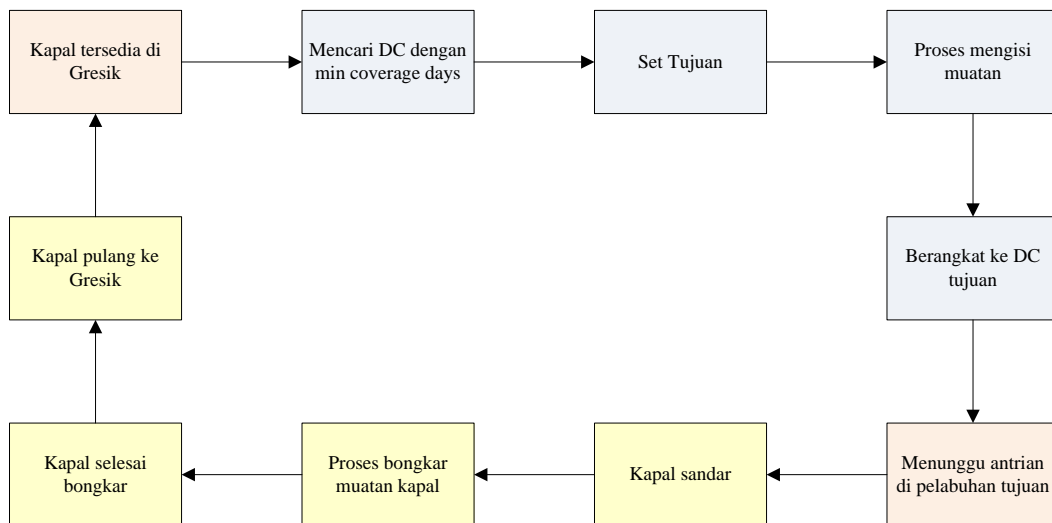 Kapal tersedia di
Gresik
Mencari DC dengan
min coverage days
Set Tujuan
Proses mengisi
muatan
Berangkat ke DC
tujuan
Menunggu antrian
di pelabuhan tujuan
Kapal sandar
Proses bongkar
muatan kapal
Kapal selesai
bongkar
Kapal pulang ke
Gresik